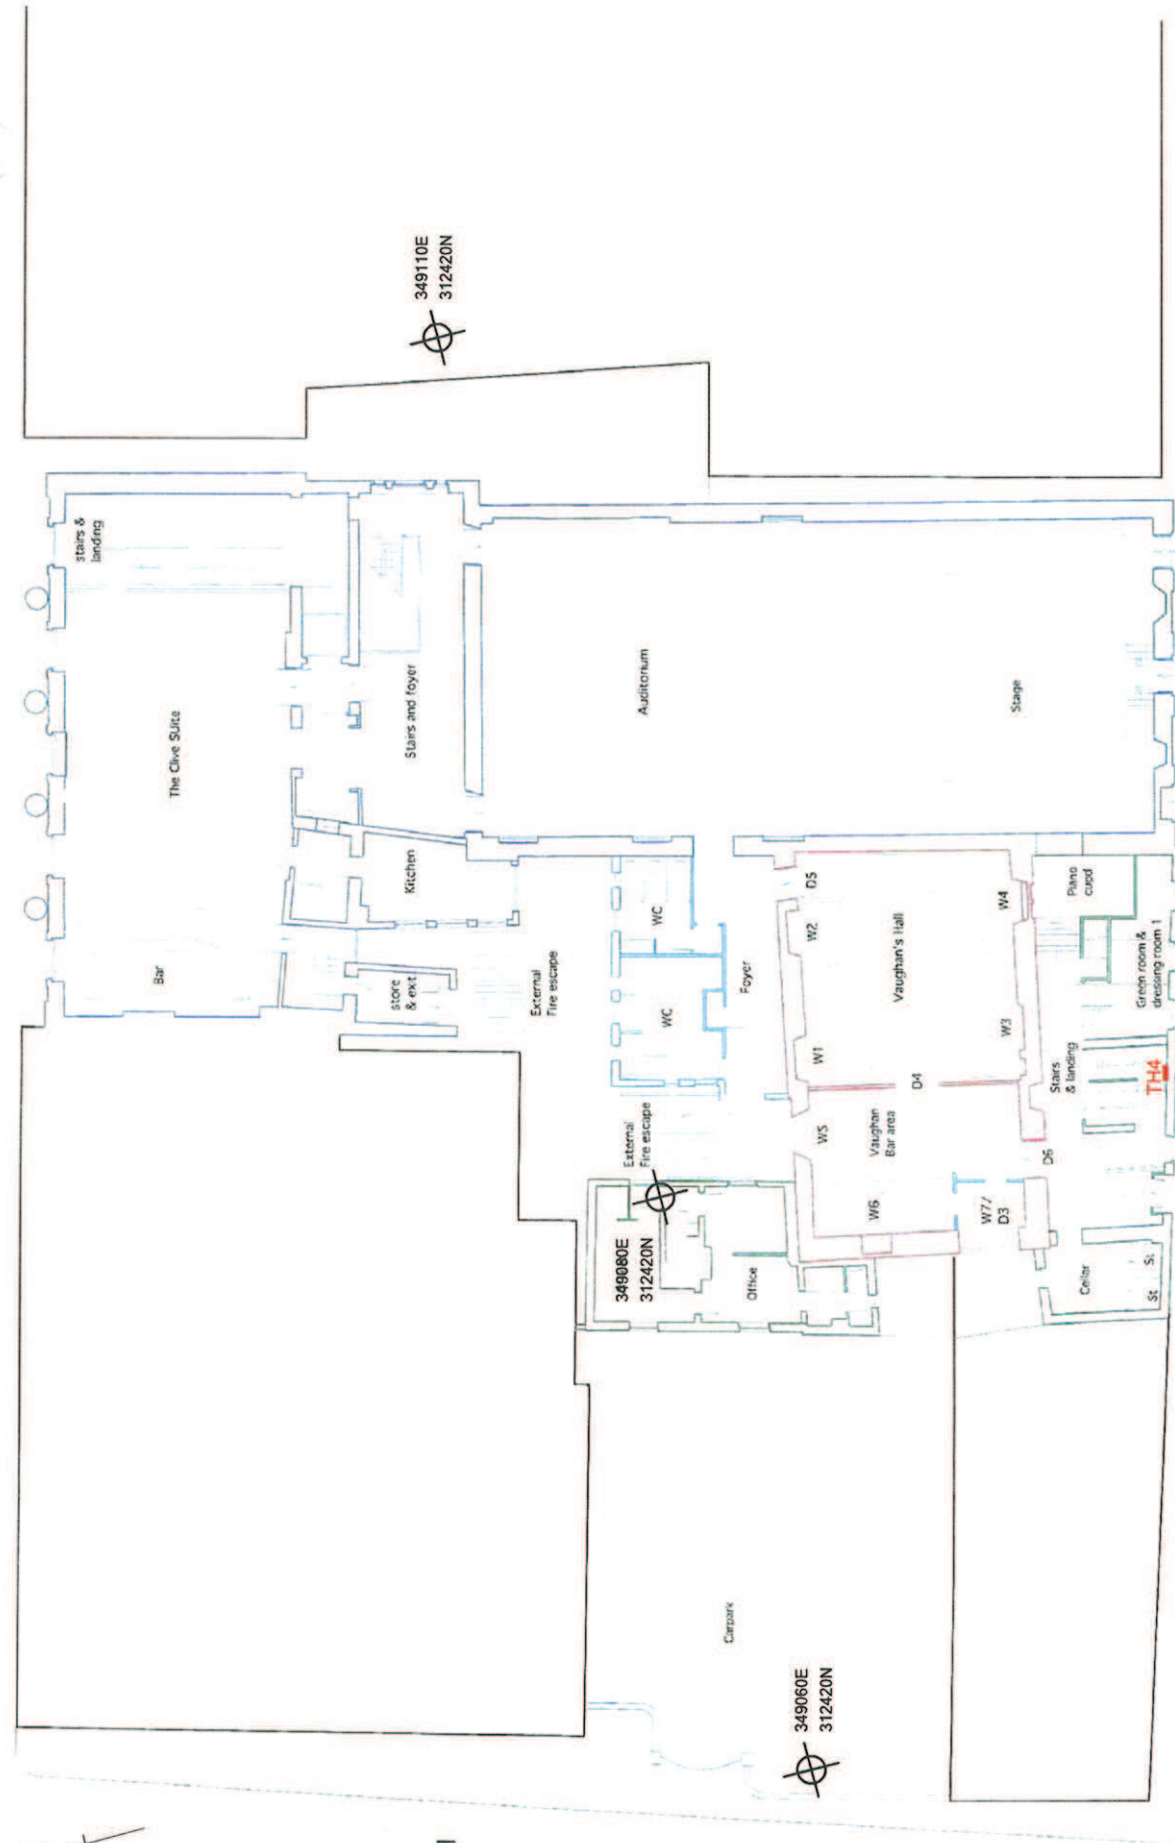 stairs &
landing
The Clive SUite
Bar
Stairs and foyer
Kitchen
store
& exit
External
Fire escape
WC
WC
Foyer
External
Fire escape
Auditorium
Stage
349110E
312420N
349080E
312420N
349060E
312420N
Office
Carpark
D5
W2
W1
Vaughan's Hall
W4
W3
D4
W5
Vaughan
Bar area
W6
W7/
D3
D6
Stairs
& landing
Piano
cupd
Green room &
dressing room 1
TH4
Cellar
St
St